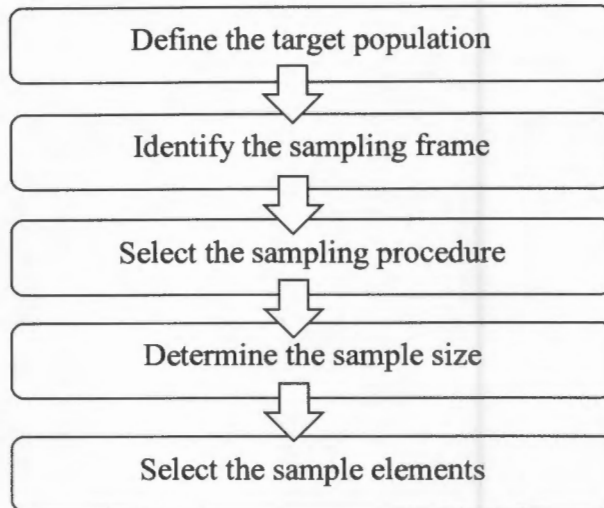 Define the target population
Identify the sampling frame
Select the sampling procedure
Determine the sample size
Select the sample elements